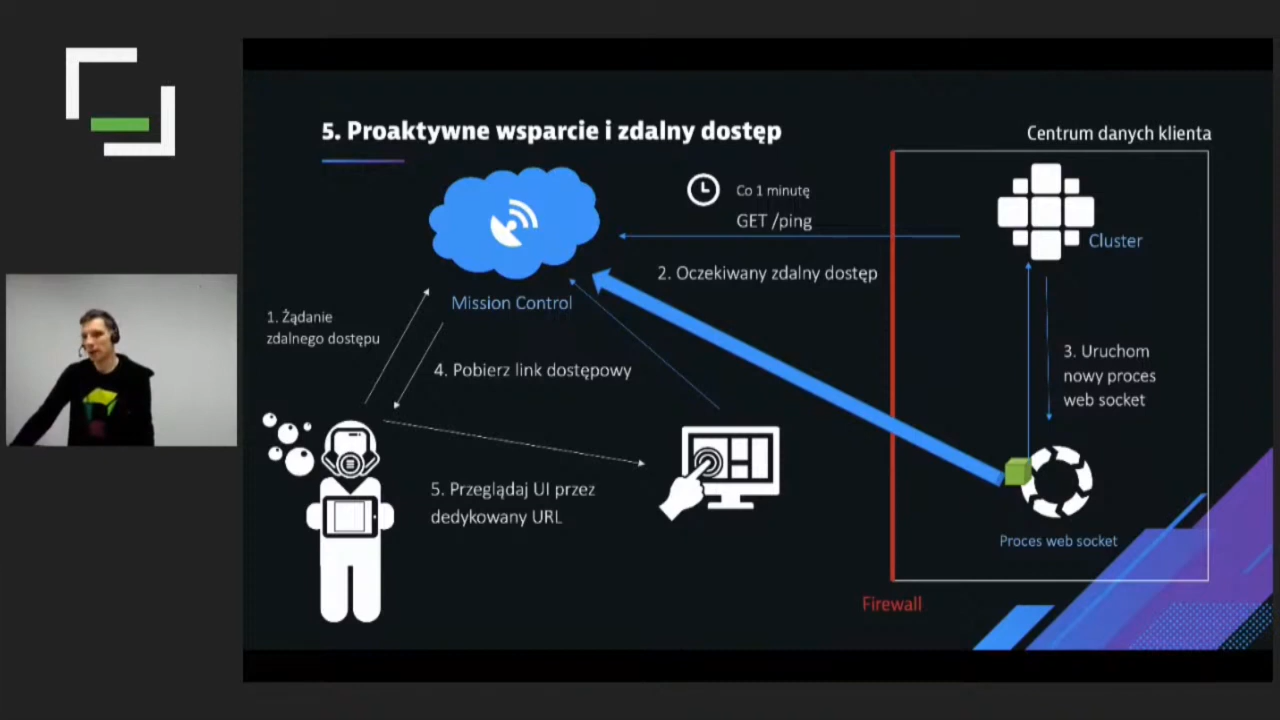 5. Proaktywne wsparcie i zdalny dostęp
Centrum danych klienta
Co 1 minutę
GET /ping
Cluster
2. Oczekiwany zdalny dostęp
Mission Control
1. Żądanie
zdalnego dostępu
4. Pobierz link dostępowy
3. Uruchom
nowy proces
web socket
5. Przeglądaj UI przez
dedykowany URL
Proces web socket
Firewall